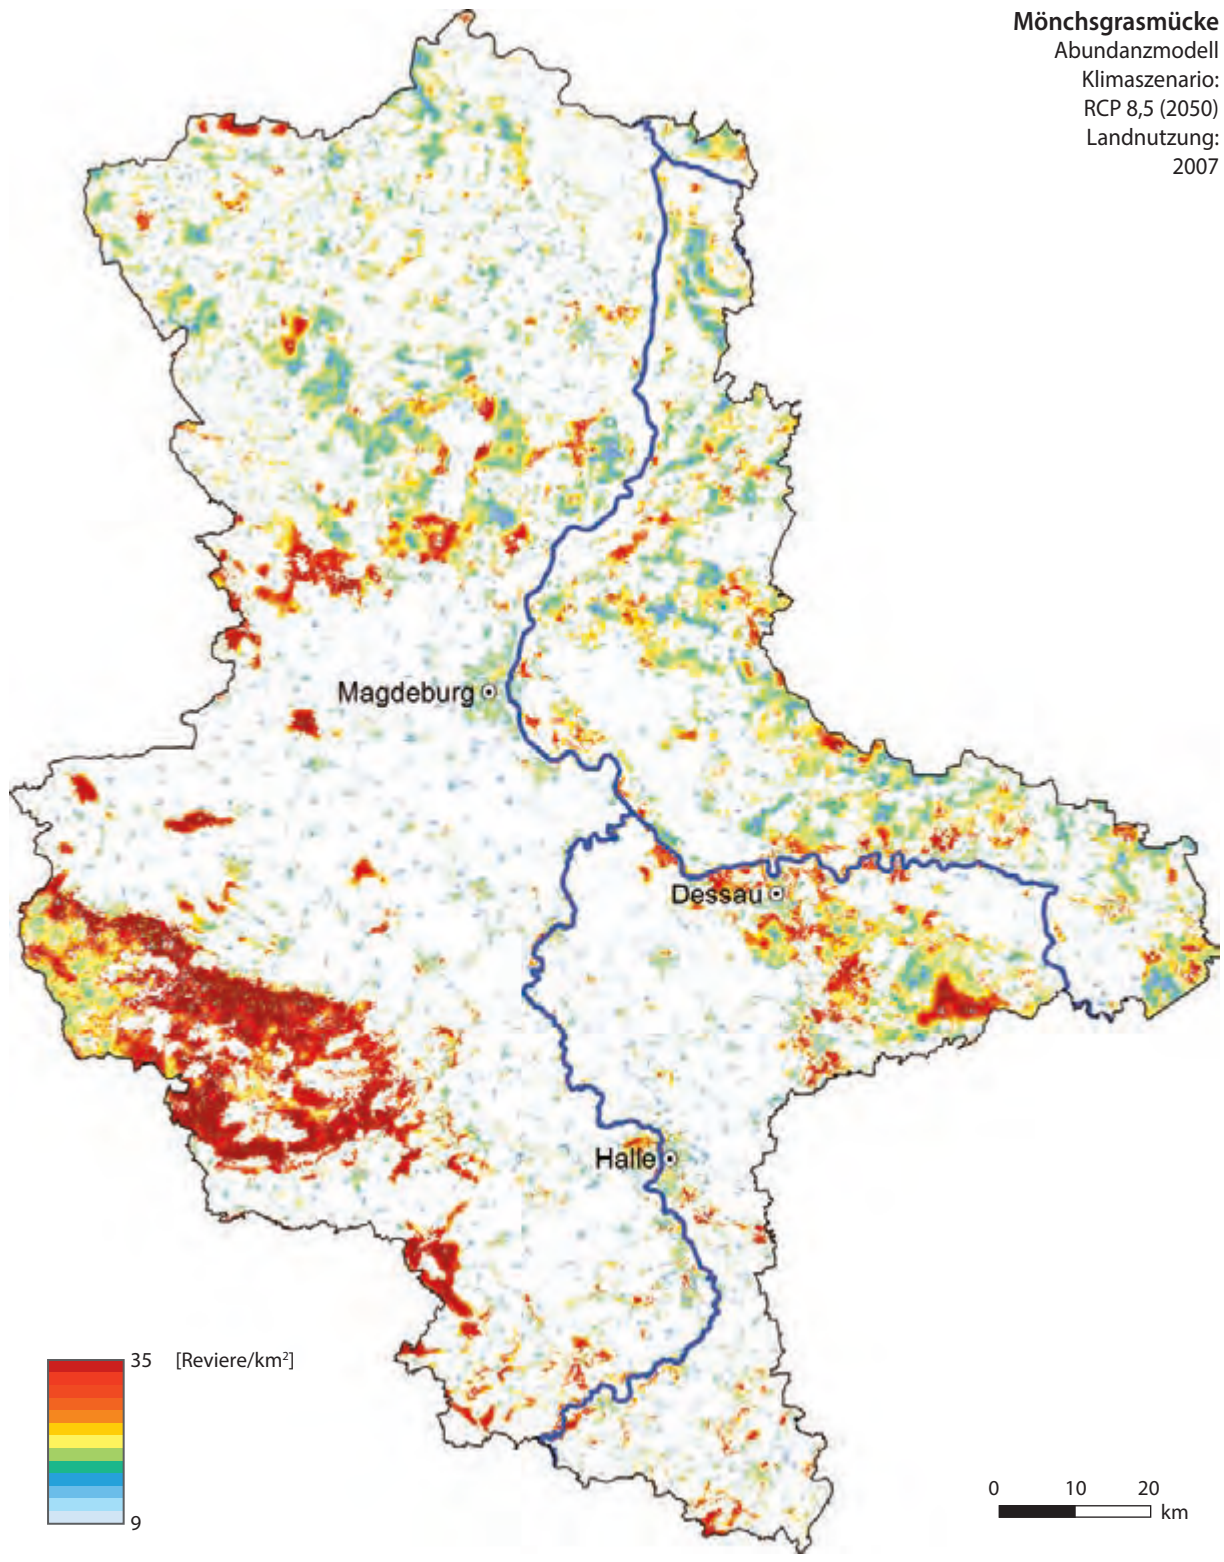 Mönchsgrasmücke
Abundanzmodell
Klimaszenario:
RCP 8,5 (2050)
Landnutzung:
2007
Magdeburg
Dessau
Halle
35 [Reviere/km²]
9
0 10 20
km